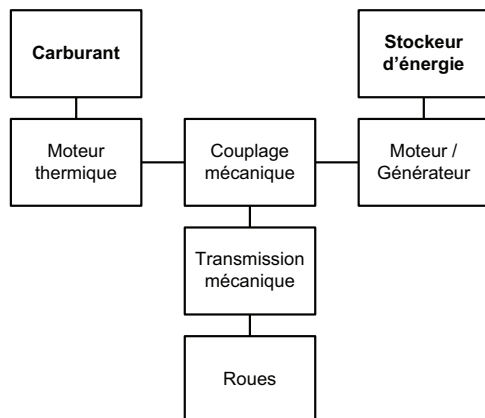 Carburant
Stockeur
d’énergie
Moteur
thermique
Couplage
mécanique
Moteur /
Générateur
Transmission
mécanique
Roues